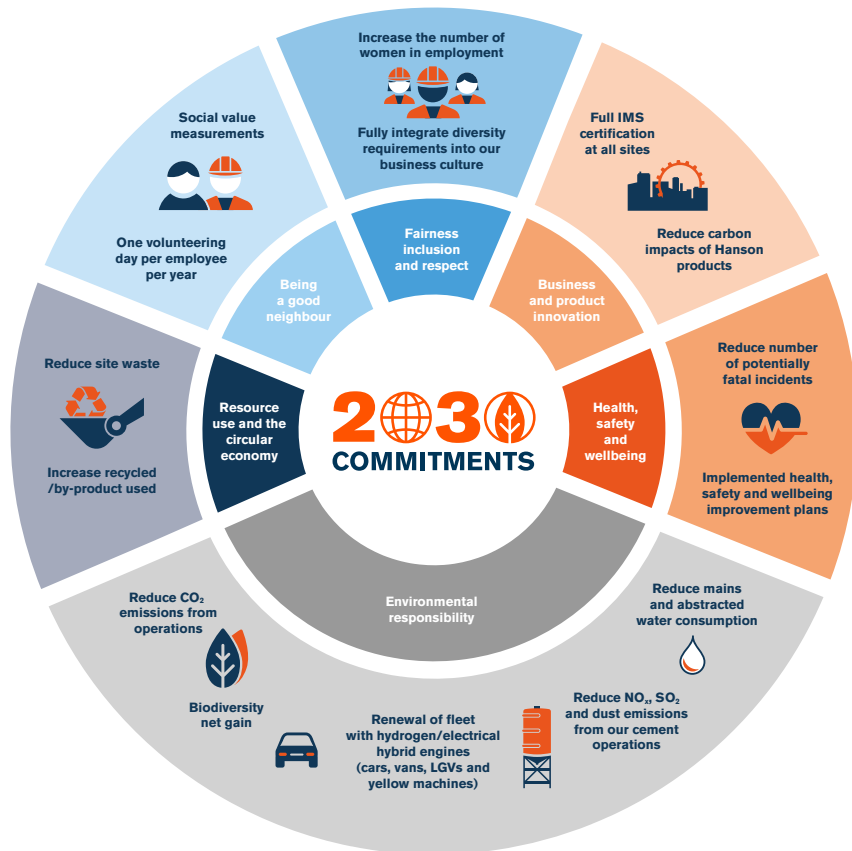 Increase the number of
women in employment
Fully integrate diversity
requirements into our
business culture
Social value
measurements
One volunteering
day per employee
per year
Full IMS
certification
at all sites
Reduce carbon
impacts of Hanson
products
Fairness
inclusion
and respect
Being
a good
neighbour
Business
and product
innovation
Reduce site waste
Increase recycled
/by-product used
Resource
use and the
circular
economy
2030
COMMITMENTS
Health,
safety
and
wellbeing
Reduce number
of potentially
fatal incidents
Implemented health,
safety and wellbeing
improvement plans
Environmental
responsibility
Reduce CO₂
emissions from
operations
Biodiversity
net gain
Renewal of fleet
with hydrogen/electrical
hybrid engines
(cars, vans, LGVs and
yellow machines)
Reduce NOₓ, SO₂
and dust emissions
from our cement
operations
Reduce mains
and abstracted
water consumption